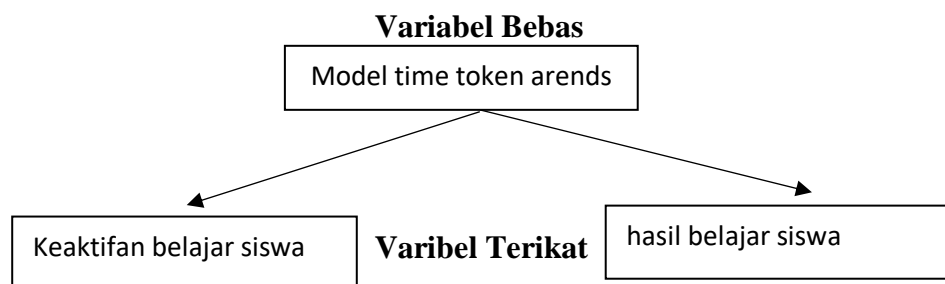 Variabel Bebas
Model time token arends
Keaktifan belajar siswa
Varibel Terikat
hasil belajar siswa